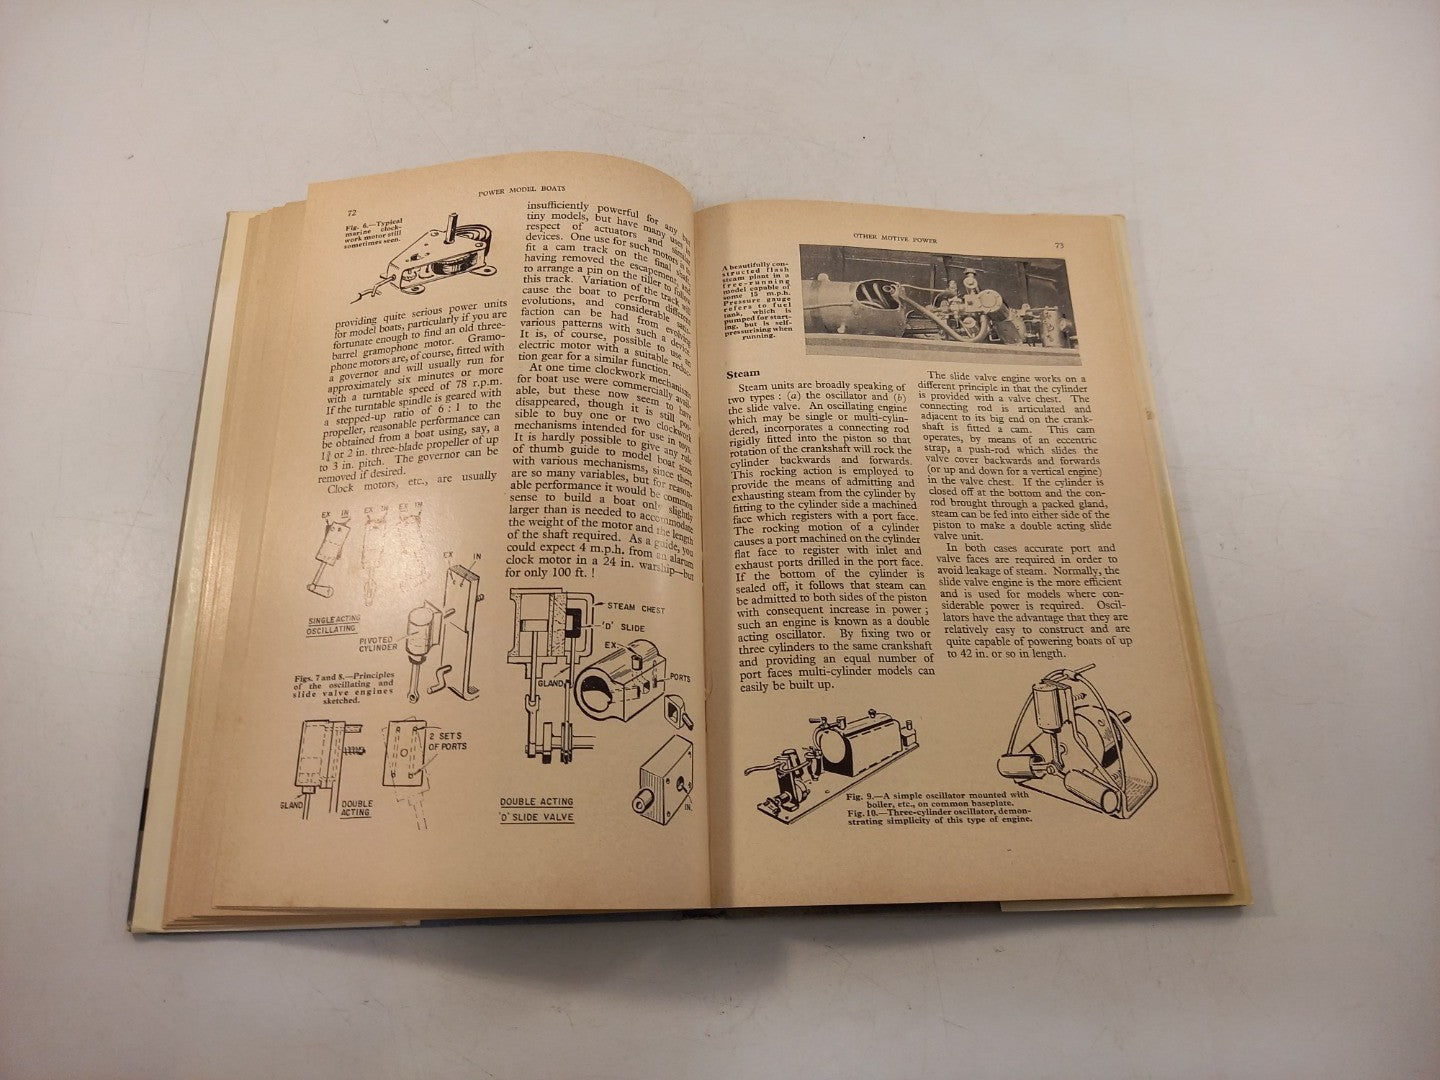 72
POWER MODEL BOATS
Fig. 6.—Typical
marine clock-
work motor still
sometimes seen.
providing quite serious power units
for model boats, particularly if you are
fortunate enough to find an old three-
barrel gramophone motor. Gramo-
phone motors are, of course, fitted with
a governor and will usually run for
approximately six minutes or more
with a turntable speed of 78 r.p.m.
If the turntable spindle is geared with
a stepped-up ratio of 6 : 1 to the
propeller, reasonable performance can
be obtained from a boat using, say, a
or 2 in. three-blade propeller of up
to 3 in. pitch. The governor can be
removed if desired.
Clock motors, etc., are usually
insufficiently powerful for any but
tiny models, but have many uses in
respect of actuators and similar
devices. One use for such motors is to
fit a cam track on the final shaft,
having removed the escapement, and
to arrange a pin on the tiller to follow
this track. Variation of the track will
cause the boat to perform different
evolutions, and considerable satis-
faction can be had from evolving
various patterns with such a device.
It is, of course, possible to use an
electric motor with a suitable reduc-
tion gear for a similar function.
At one time clockwork mechanisms
for boat use were commercially avail-
able, but these now seem to have
disappeared, though it is still pos-
sible to buy one or two clockwork
mechanisms intended for use in toys.
It is hardly possible to give any rule
of thumb guide to model boat sizes
with various mechanisms, since there
are so many variables, but for reason-
able performance it would be common
sense to build a boat only slightly
larger than is needed to accommodate
the weight of the motor and the length
of the shaft required. As a guide, you
could expect 4 m.p.h. from an alarum
clock motor in a 24 in. warship—but
for only 100 ft. !
EX IN EX IN EX IN
SINGLE ACTING
OSCILLATING
EX IN
PIVOTED
CYLINDER
Figs. 7 and 8.—Principles
of the oscillating and
slide valve engines
sketched.
GLAND
DOUBLE
ACTING
2 SETS
OF PORTS
STEAM CHEST
'D' SLIDE
EX
GLAND
PORTS
IN.
DOUBLE ACTING
'D' SLIDE VALVE
OTHER MOTIVE POWER
73
A beautifully con-
structed flash
steam plant in a
free-running
model capable of
some 15 m.p.h.
Pressure gauge
refers to fuel
tank, which is
pumped for start-
ing, but is self-
pressurising when
running.
Steam
Steam units are broadly speaking of
two types : (a) the oscillator and (b)
the slide valve. An oscillating engine
which may be single or multi-cylin-
dered, incorporates a connecting rod
rigidly fitted into the piston so that
rotation of the crankshaft will rock the
cylinder backwards and forwards.
This rocking action is employed to
provide the means of admitting and
exhausting steam from the cylinder by
fitting to the cylinder side a machined
face which registers with a port face.
The rocking motion of a cylinder
causes a port machined on the cylinder
flat face to register with inlet and
exhaust ports drilled in the port face.
If the bottom of the cylinder is
sealed off, it follows that steam can
be admitted to both sides of the piston
with consequent increase in power ;
such an engine is known as a double
acting oscillator. By fixing two or
three cylinders to the same crankshaft
and providing an equal number of
port faces multi-cylinder models can
easily be built up.
The slide valve engine works on a
different principle in that the cylinder
is provided with a valve chest. The
connecting rod is articulated and
adjacent to its big end on the crank-
shaft is fitted a cam. This cam
operates, by means of an eccentric
strap, a push-rod which slides the
valve cover backwards and forwards
(or up and down for a vertical engine)
in the valve chest. If the cylinder is
closed off at the bottom and the con-
rod brought through a packed gland,
steam can be fed into either side of the
piston to make a double acting slide
valve unit.
In both cases accurate port and
valve faces are required in order to
avoid leakage of steam. Normally, the
slide valve engine is the more efficient
and is used for models where con-
siderable power is required. Oscil-
lators have the advantage that they are
relatively easy to construct and are
quite capable of powering boats of up
to 42 in. or so in length.
Fig. 9.—A simple oscillator mounted with
boiler, etc., on common baseplate.
Fig. 10.—Three-cylinder oscillator, demon-
strating simplicity of this type of engine.